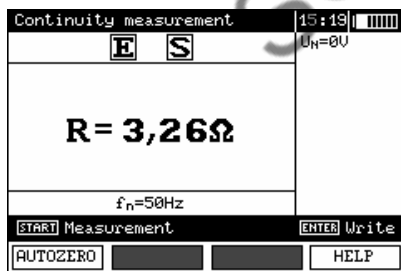 Continuity measurement 15:19
E S Uₙ=0V
R= 3,26Ω
fₙ=50Hz
START Measurement ENTER Write
AUTOZERO HELP